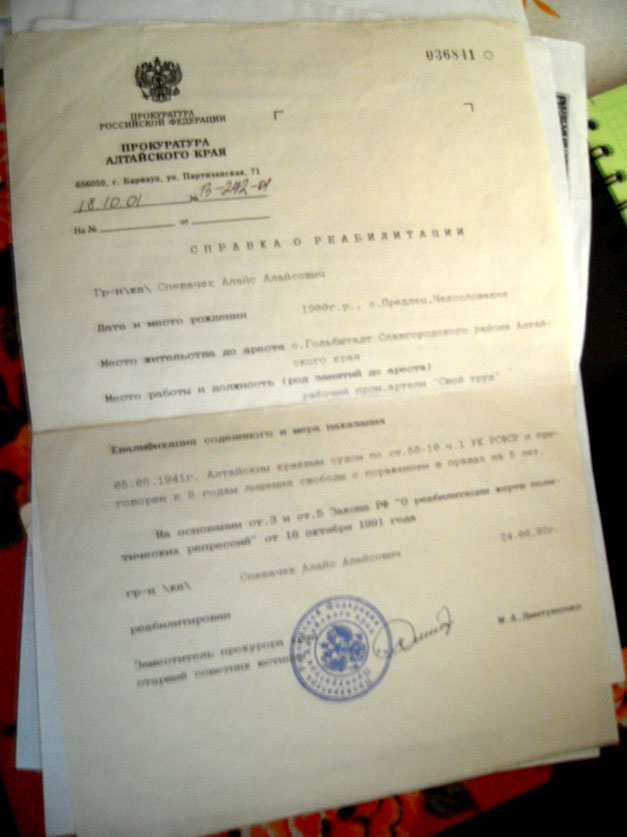 036841
ПРОКУРАТУРА
РОССИЙСКОЙ ФЕДЕРАЦИИ
ПРОКУРАТУРА
АЛТАЙСКОГО КРАЯ
656050, г. Барнаул, ул. Партизанская, 71
18.10.01 № 13-242-01
На № от
СПРАВКА О РЕАБИЛИТАЦИИ
Гр-н\ка\ Спевачек Алайс Алайсович
Дата и место рождения 1900г.р., с.Предлец,Чехословакия
Место жительства до ареста с.Гольбштадт Славгородского района Алтай-
ского края
Место работы и должность (род занятий до ареста)
рабочий пром.артели "Свой труд"
Квалификация содеянного и мера наказания
05.06.1941г. Алтайским краевым судом по ст.58-10 ч.1 УК РСФСР и при-
говорен к 8 годам лишения свободы с поражением в правах на 5 лет.
На основании ст.3 и ст.5 Закона РФ "О реабилитации жертв поли-
тических репрессий" от 18 октября 1991 года
гр-н \ка\ Спевачек Алайс Алайсович 24.06.92г.
реабилитирован
Заместитель прокурора
старший советник юстиции